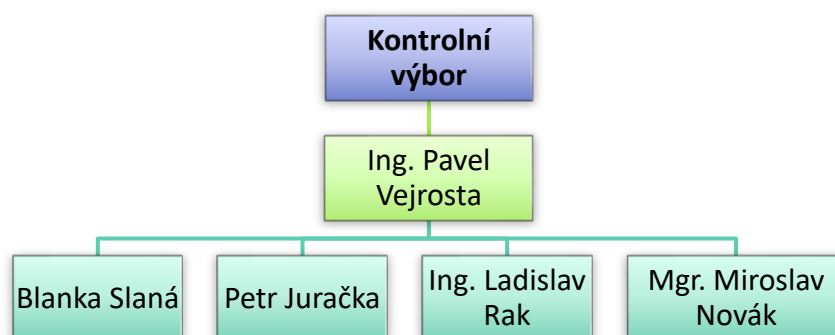 Kontrolní
výbor
Ing. Pavel
Vejrosta
Blanka Slaná
Petr Juračka
Ing. Ladislav
Rak
Mgr. Miroslav
Novák